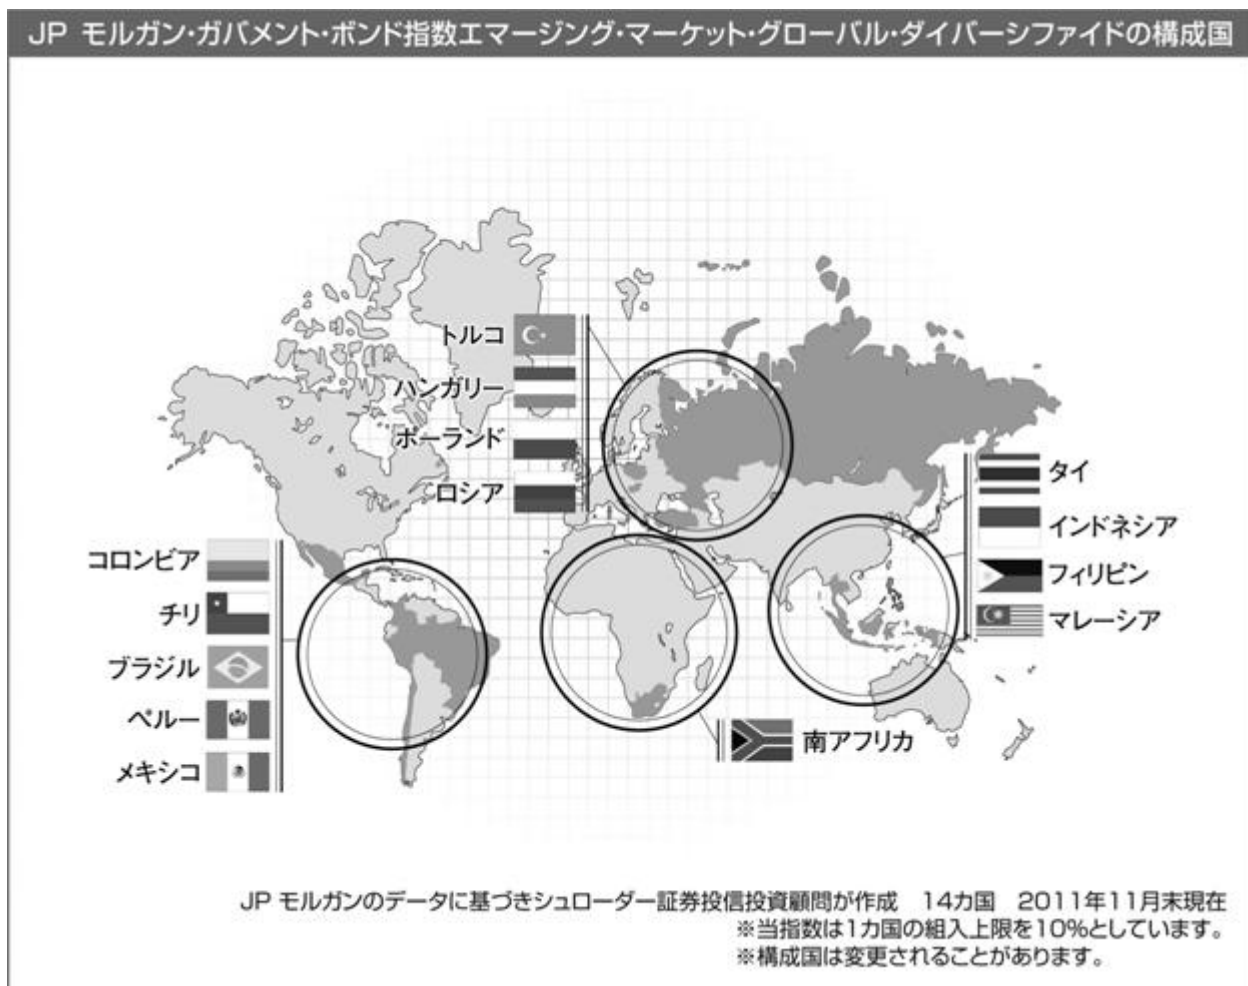 JP モルガン・ガバメント・ボンド指数エマージング・マーケット・グローバル・ダイバーシファイドの構成国
トルコ
ハンガリー
ポーランド
ロシア
コロンビア
チリ
ブラジル
ペルー
メキシコ
タイ
インドネシア
フィリピン
マレーシア
南アフリカ
JP モルガンのデータに基づきシュローダー証券投信投資顧問が作成　14カ国　2011年11月末現在
※当指数は1カ国の組入上限を10%としています。
※構成国は変更されることがあります。